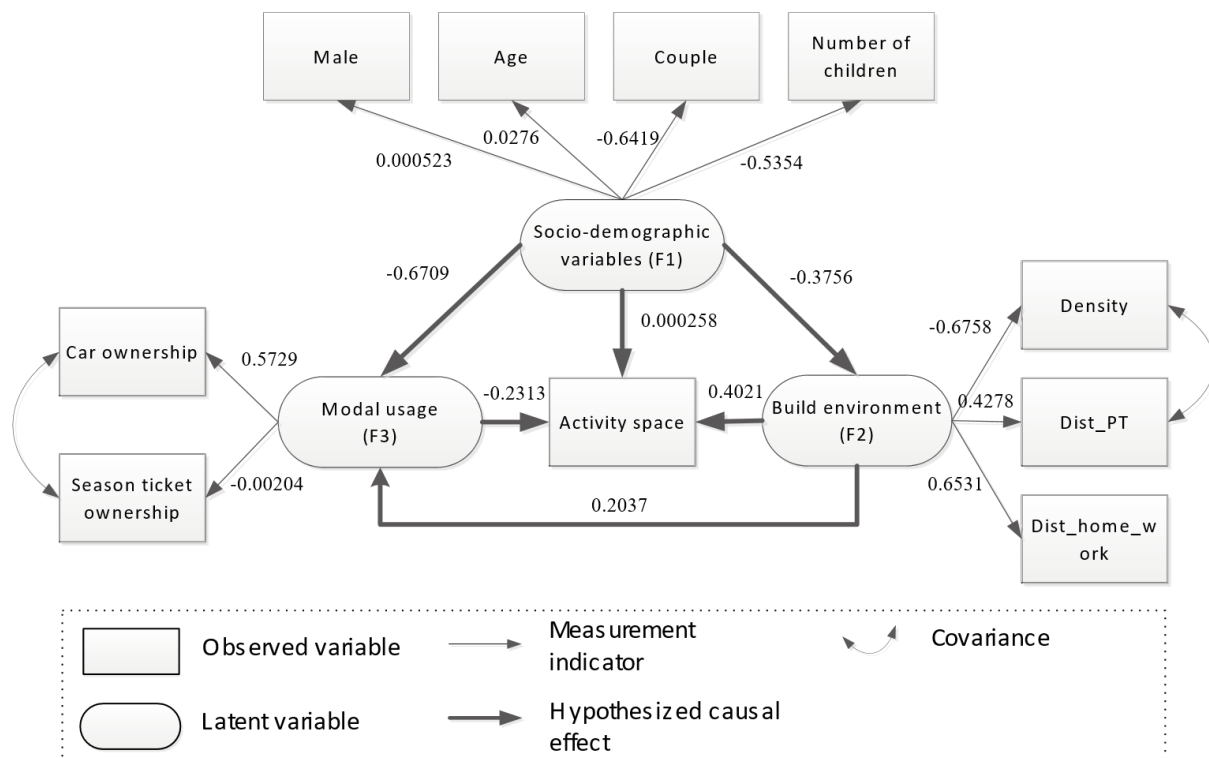 Male
Age
Couple
Number of
children
0.000523
0.0276
-0.6419
-0.5354
Socio-demographic
variables (F1)
-0.6709
0.000258
-0.3756
Car ownership
Season ticket
ownership
0.5729
-0.00204
Modal usage
(F3)
-0.2313
Activity space
0.4021
Build environment
(F2)
0.2037
-0.6758
0.4278
0.6531
Density
Dist_PT
Dist_home_w
ork
Observed variable
Measurement
indicator
Covariance
Latent variable
Hypothesized causal
effect